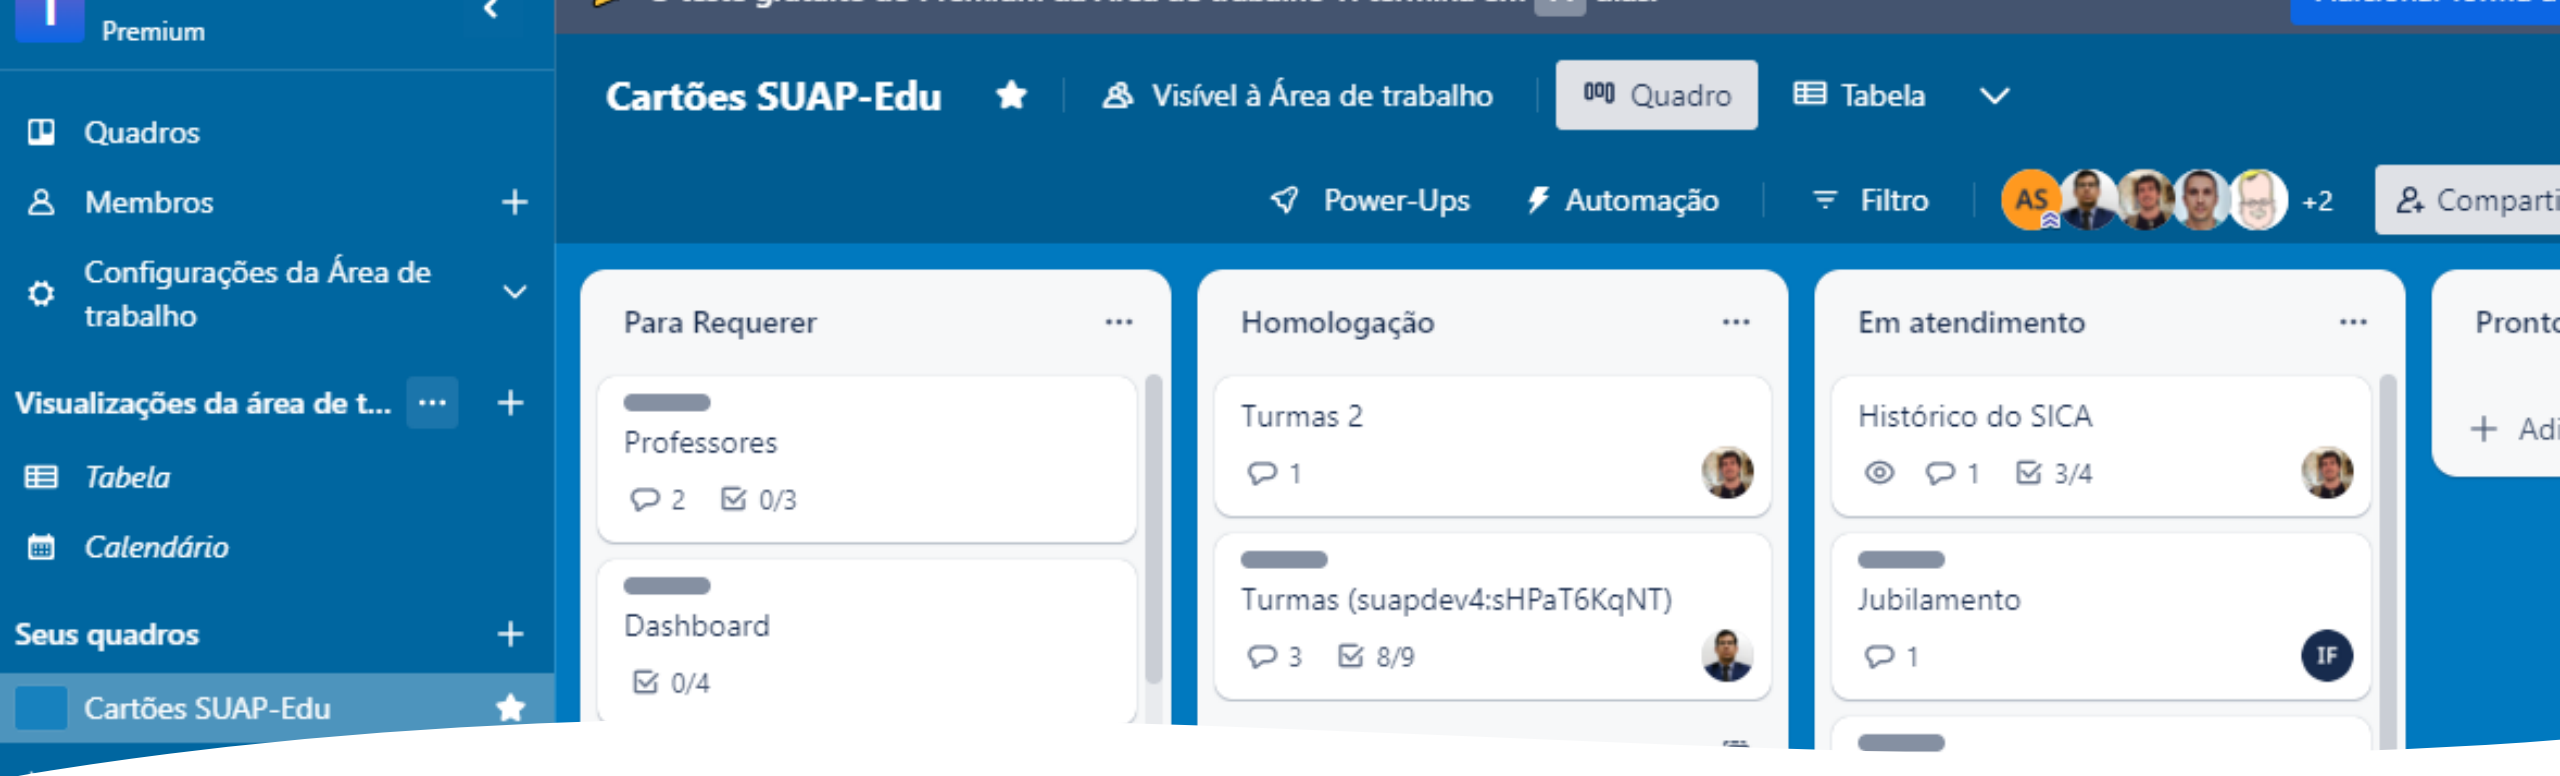 Premium
Quadros
Membros
Configurações da Área de
trabalho
Visualizações da área de t...
Tabela
Calendário
Seus quadros
Cartões SUAP-Edu
Cartões SUAP-Edu
Visível à Área de trabalho
Quadro
Tabela
Power-Ups
Automação
Filtro
AS
+2
Comparti
Para Requerer
Professores
2
0/3
Dashboard
0/4
Homologação
Turmas 2
1
Turmas (suapdev4:sHPaT6KqNT)
3
8/9
Em atendimento
Histórico do SICA
1
3/4
Jubilamento
1
IF
Pronto
Adi